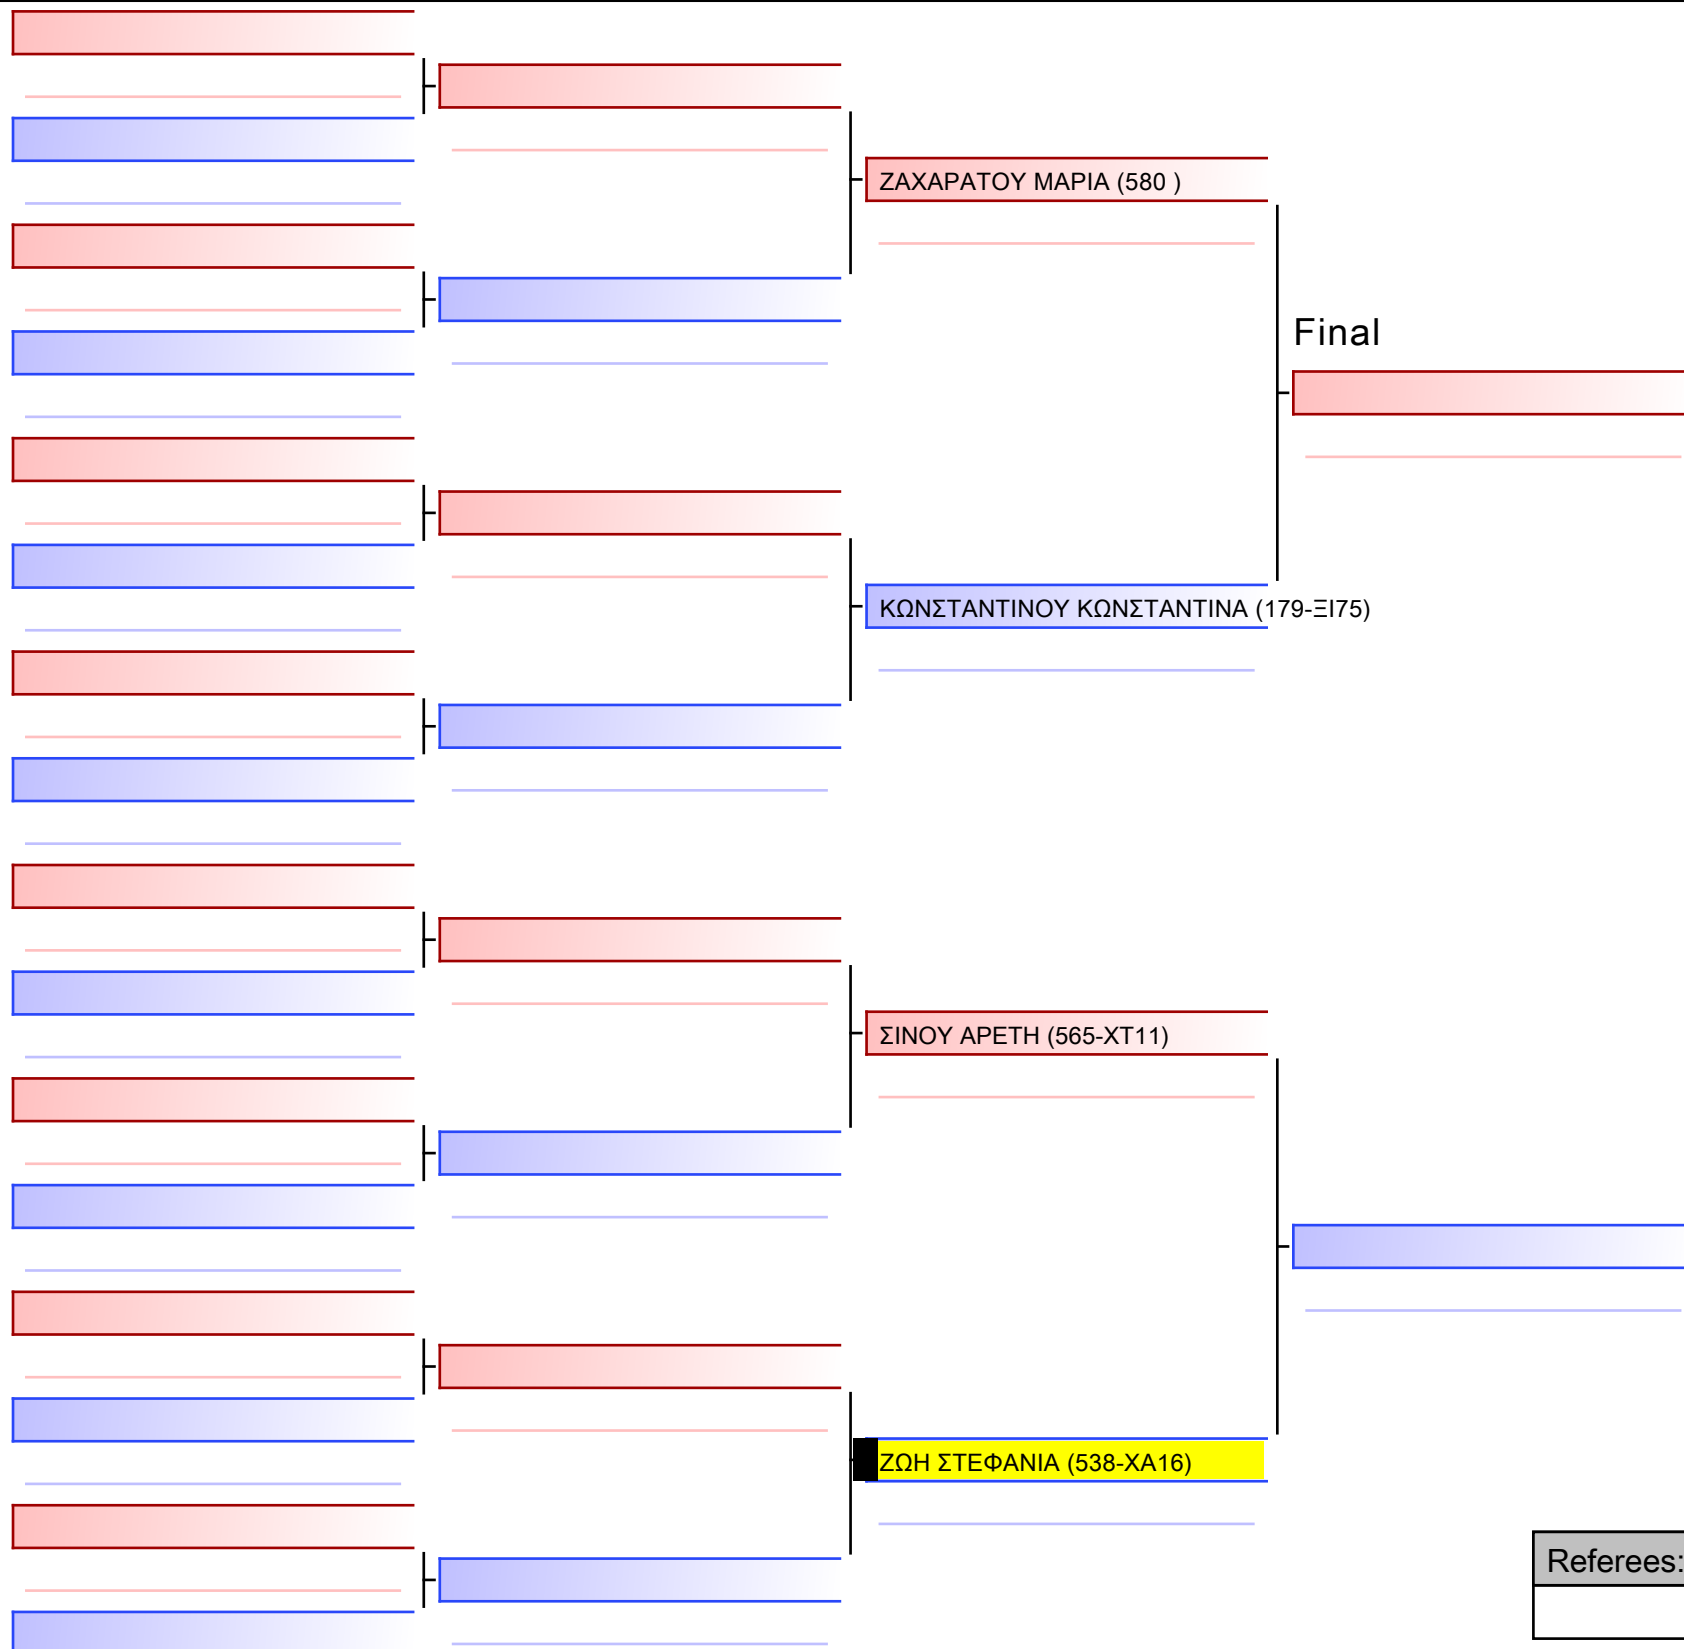 ΖΑΧΑΡΑΤΟΥ ΜΑΡΙΑ (580 )
Final
ΚΩΝΣΤΑΝΤΙΝΟΥ ΚΩΝΣΤΑΝΤΙΝΑ (179-ΞΙ75)
ΣΙΝΟΥ ΑΡΕΤΗ (565-ΧΤ11)
ΖΩΗ ΣΤΕΦΑΝΙΑ (538-ΧΑ16)
Referees: